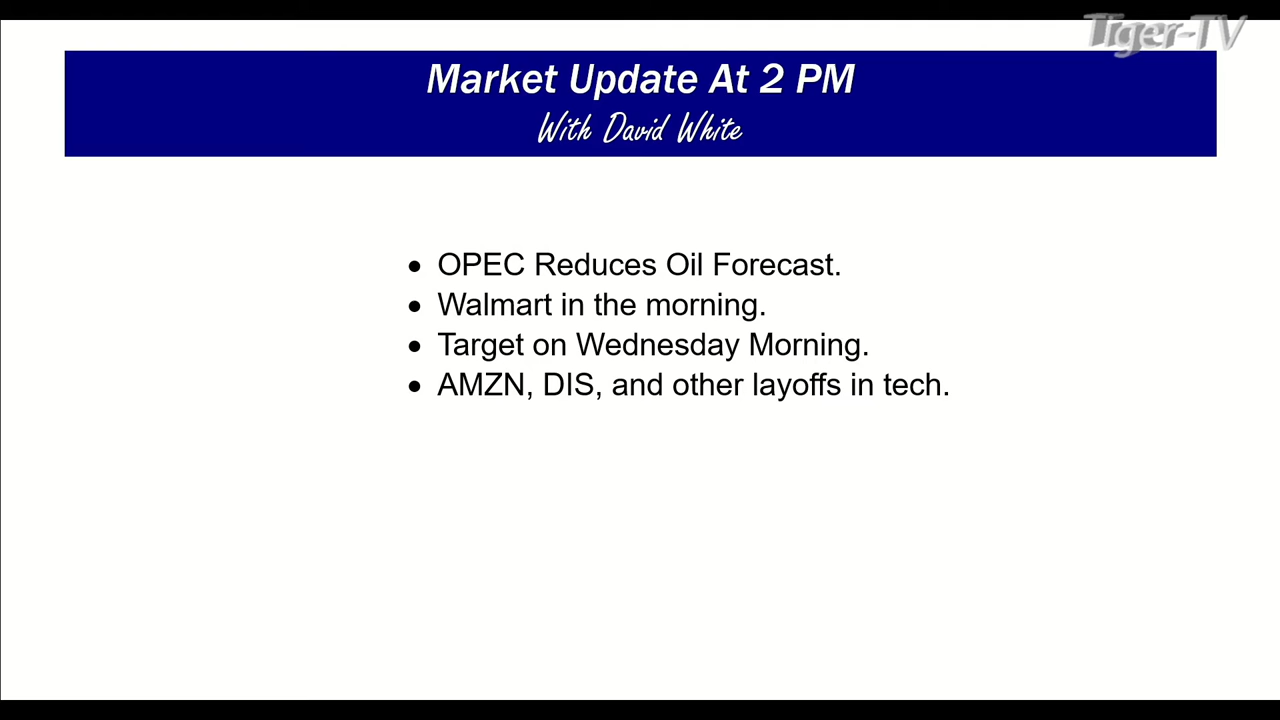 Tiger-TV
Market Update At 2 PM
With David White
• OPEC Reduces Oil Forecast.
• Walmart in the morning.
• Target on Wednesday Morning.
• AMZN, DIS, and other layoffs in tech.